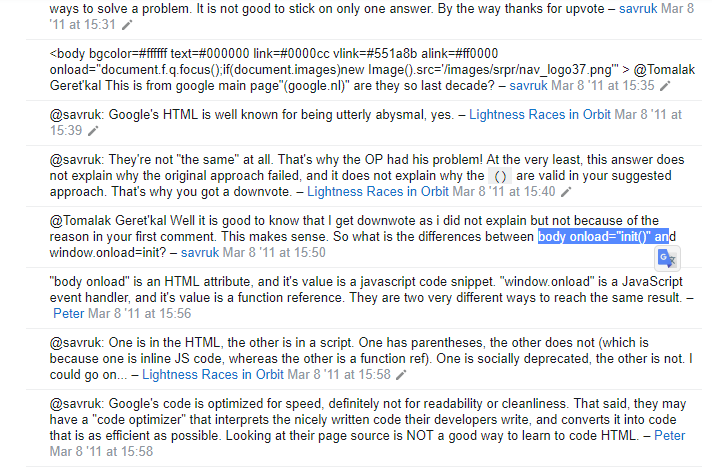 ways to solve a problem. It is not good to stick on only one answer. By the way thanks for upvote – savruk Mar 8
'11 at 15:31
<body bgcolor=#ffffff text=#000000 link=#0000cc vlink=#551a8b alink=#ff0000
onload="document.f.q.focus();if(document.images)new Image().src='/images/srpr/nav_logo37.png'" > @Tomalak
Geret'kal This is from google main page"(google.nl)" are they so last decade? – savruk Mar 8 '11 at 15:35
@savruk: Google's HTML is well known for being utterly abysmal, yes. – Lightness Races in Orbit Mar 8 '11 at
15:39
@savruk: They're not "the same" at all. That's why the OP had his problem! At the very least, this answer does
not explain why the original approach failed, and it does not explain why the () are valid in your suggested
approach. That's why you got a downvote. – Lightness Races in Orbit Mar 8 '11 at 15:40
@Tomalak Geret'kal Well it is good to know that I get downwote as i did not explain but not because of the
reason in your first comment. This makes sense. So what is the differences between body onload="init()" and
window.onload=init? – savruk Mar 8 '11 at 15:50
"body onload" is an HTML attribute, and it's value is a javascript code snippet. "window.onload" is a JavaScript
event handler, and it's value is a function reference. They are two very different ways to reach the same result. –
Peter Mar 8 '11 at 15:56
@savruk: One is in the HTML, the other is in a script. One has parentheses, the other does not (which is
because one is inline JS code, whereas the other is a function ref). One is socially deprecated, the other is not. I
could go on... – Lightness Races in Orbit Mar 8 '11 at 15:58
@savruk: Google's code is optimized for speed, definitely not for readability or cleanliness. That said, they may
have a "code optimizer" that interprets the nicely written code their developers write, and converts it into code
that is as efficient as possible. Looking at their page source is NOT a good way to learn to code HTML. – Peter
Mar 8 '11 at 15:58